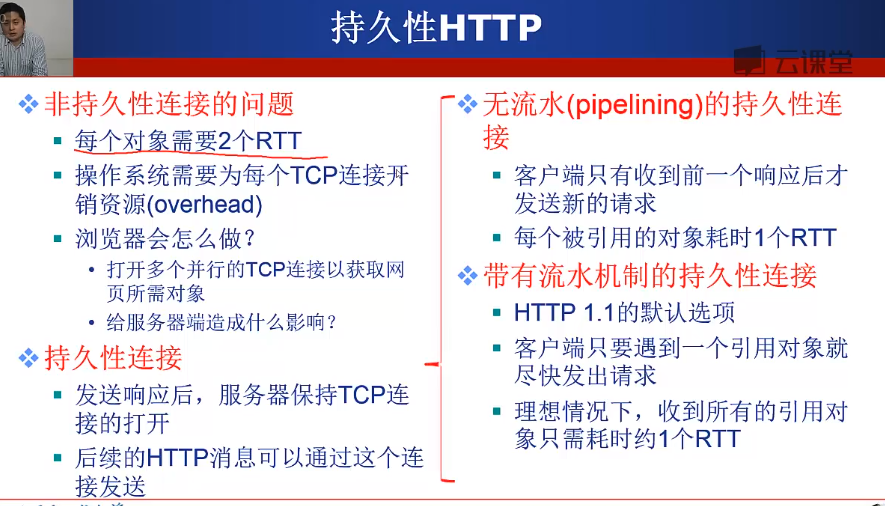 持久性HTTP
云课堂
非持久性连接的问题
每个对象需要2个RTT
操作系统需要为每个TCP连接开
销资源(overhead)
浏览器会怎么做?
打开多个并行的TCP连接以获取网
页所需对象
给服务器端造成什么影响?
持久性连接
发送响应后，服务器保持TCP连
接的打开
后续的HTTP消息可以通过这个连
接发送
无流水(pipelining)的持久性连
接
客户端只有收到前一个响应后才
发送新的请求
每个被引用的对象耗时1个RTT
带有流水机制的持久性连接
HTTP 1.1的默认选项
客户端只要遇到一个引用对象就
尽快发出请求
理想情况下，收到所有的引用对
象只需耗时约1个RTT